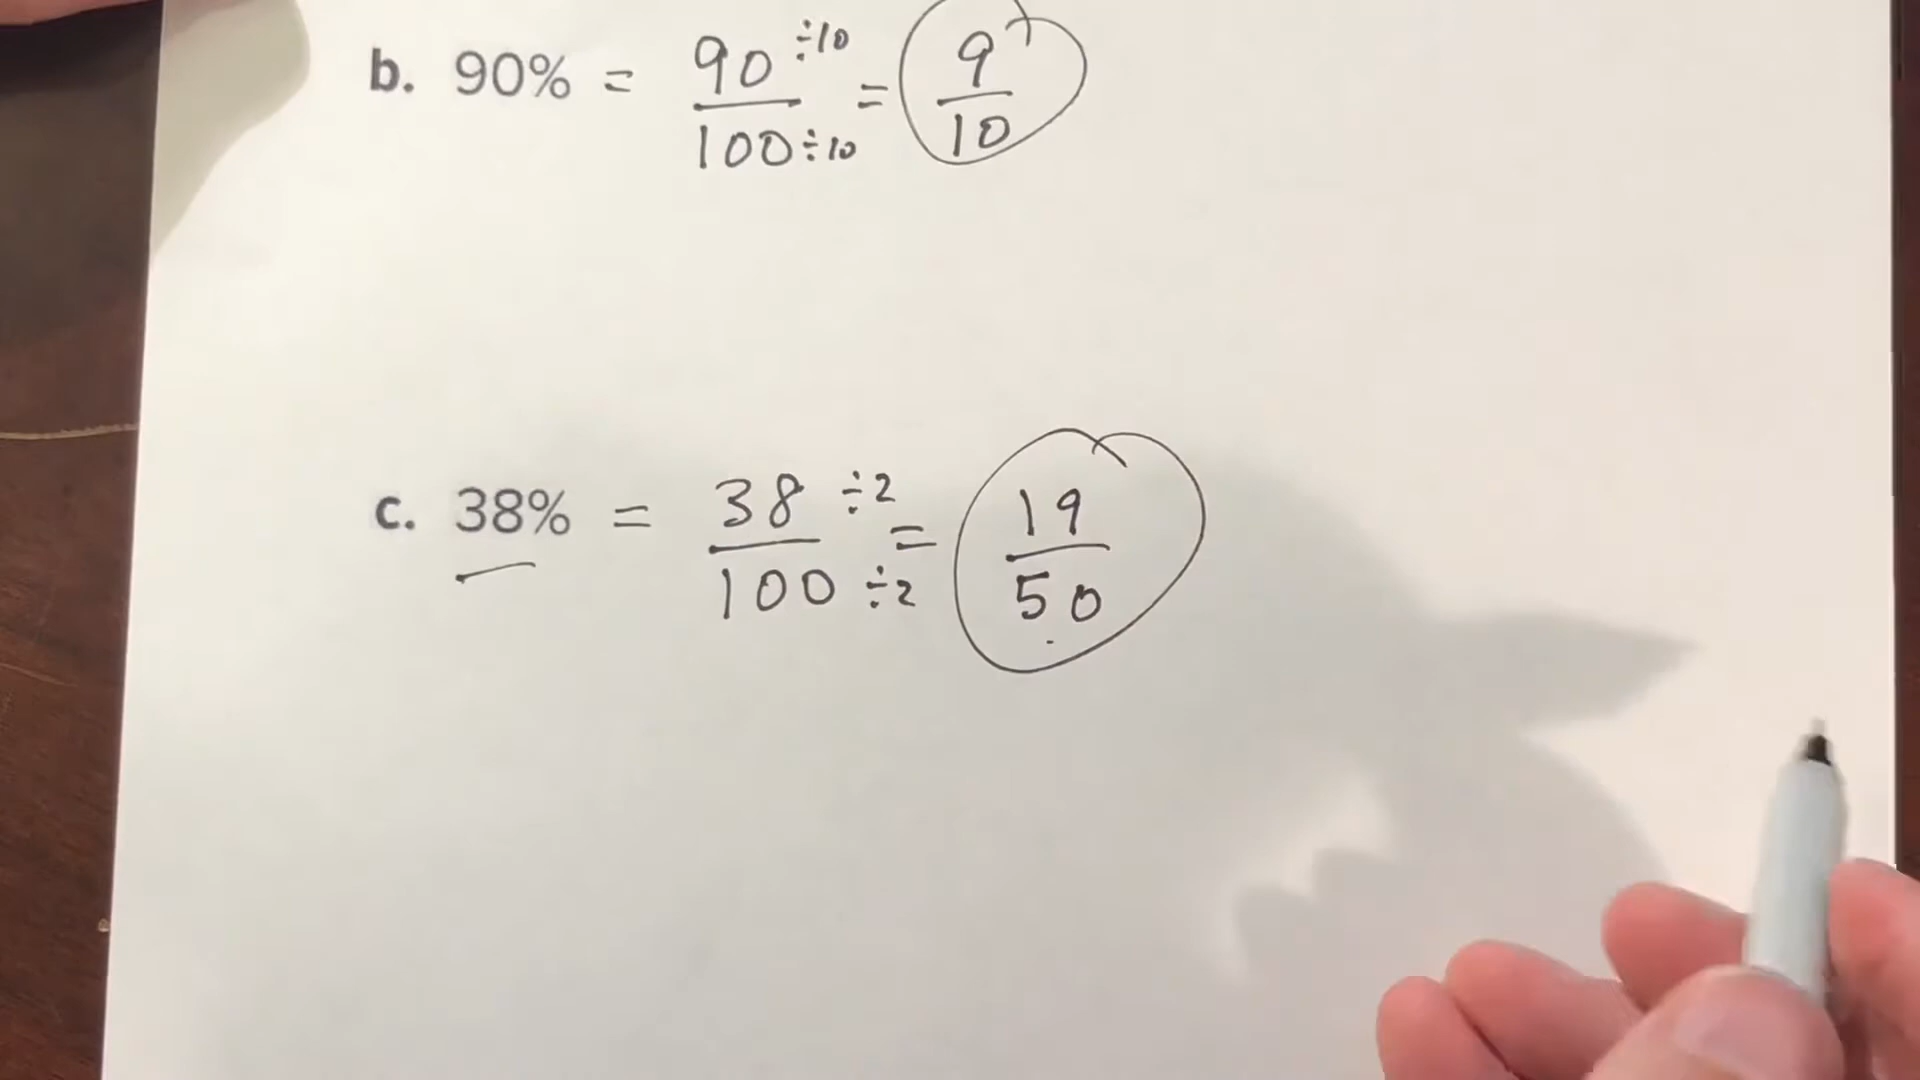 b. 90% = 90 ÷10 / 100 ÷10 = 9 / 10
c. 38% = 38 ÷2 / 100 ÷2 = 19 / 50